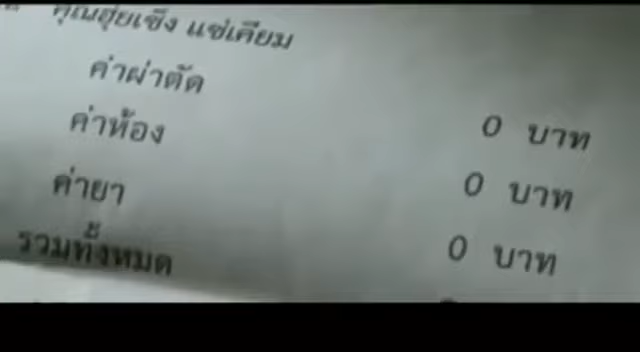 คุณฮุ่ยเซ็ง แซ่เคียม
ค่าผ่าตัด 0 บาท
ค่าห้อง 0 บาท
ค่ายา 0 บาท
รวมทั้งหมด